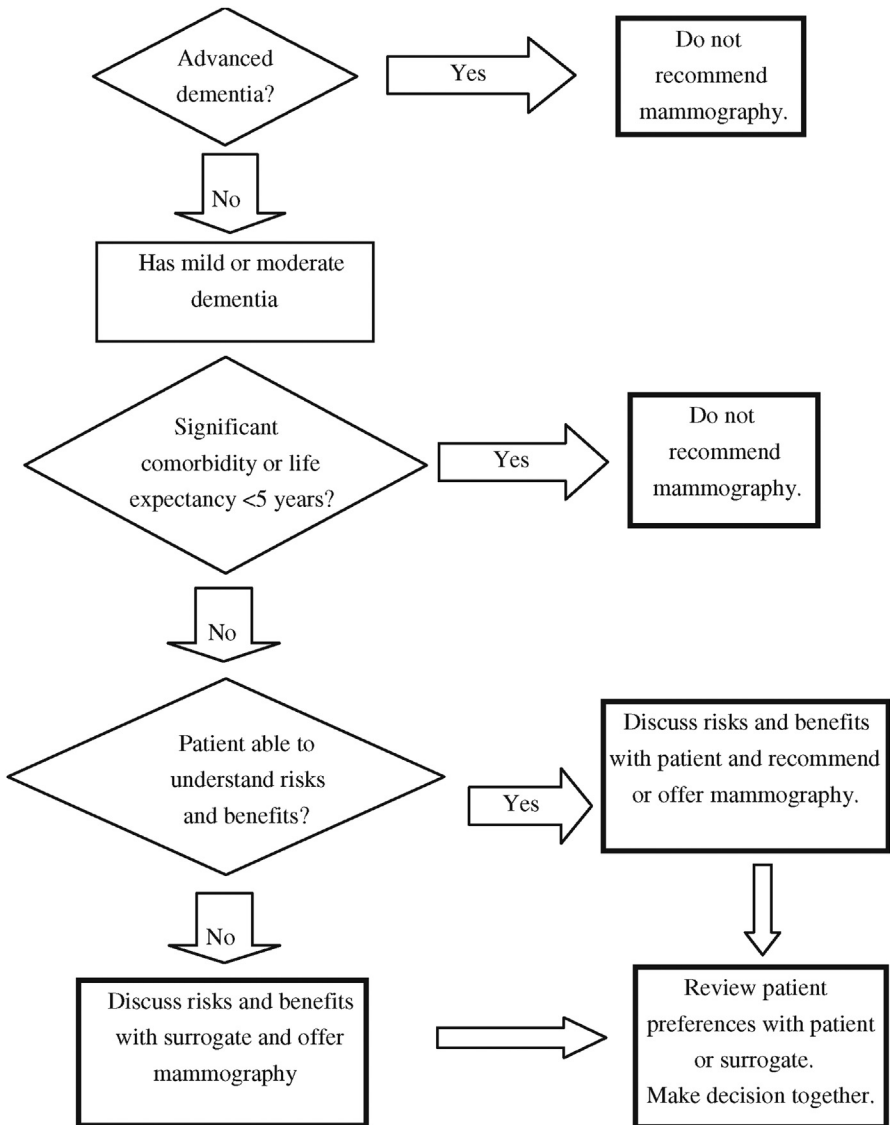 Advanced
dementia?
Yes
Do not
recommend
mammography.
No
Has mild or moderate
dementia
Significant
comorbidity or life
expectancy <5 years?
Yes
Do not
recommend
mammography.
No
Patient able to
understand risks
and benefits?
Yes
Discuss risks and benefits
with patient and recommend
or offer mammography.
No
Discuss risks and benefits
with surrogate and offer
mammography
Review patient
preferences with patient
or surrogate.
Make decision together.